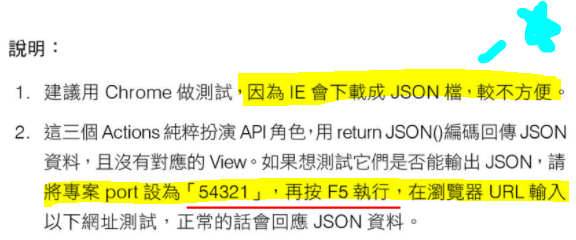 說明：
1. 建議用 Chrome 做測試，因為 IE 會下載成 JSON 檔，較不方便。
2. 這三個 Actions 純粹扮演 API 角色，用 return JSON()編碼回傳 JSON
資料，且沒有對應的 View。如果想測試它們是否能輸出 JSON，請
將專案 port 設為「54321」，再按 F5 執行，在瀏覽器 URL 輸入
以下網址測試，正常的話會回應 JSON 資料。